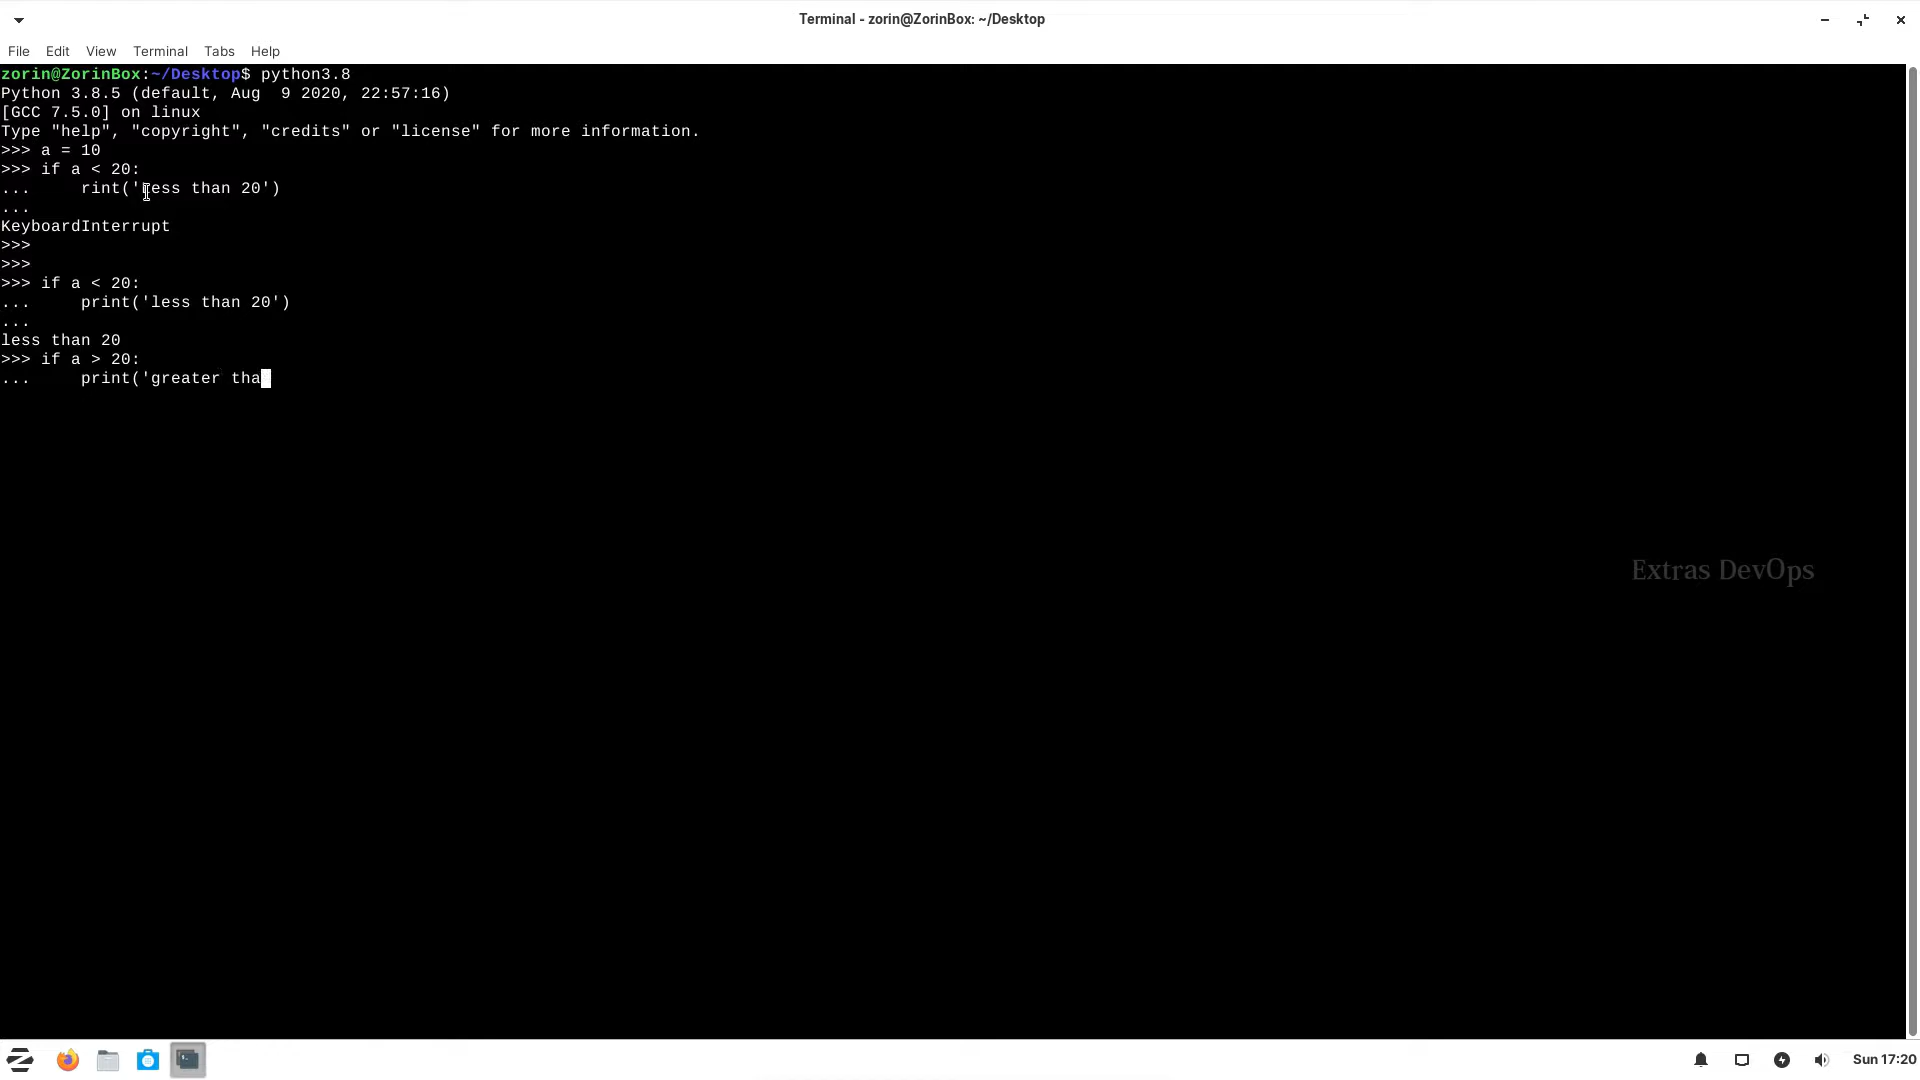 Terminal - zorin@ZorinBox: ~/Desktop
File Edit View Terminal Tabs Help
zorin@ZorinBox:~/Desktop$ python3.8
Python 3.8.5 (default, Aug  9 2020, 22:57:16)
[GCC 7.5.0] on linux
Type "help", "copyright", "credits" or "license" for more information.
>>> a = 10
>>> if a < 20:
...     rint('less than 20')
...
KeyboardInterrupt
>>>
>>>
>>> if a < 20:
...     print('less than 20')
...
less than 20
>>> if a > 20:
...     print('greater tha
Extras DevOps
Sun 17:20